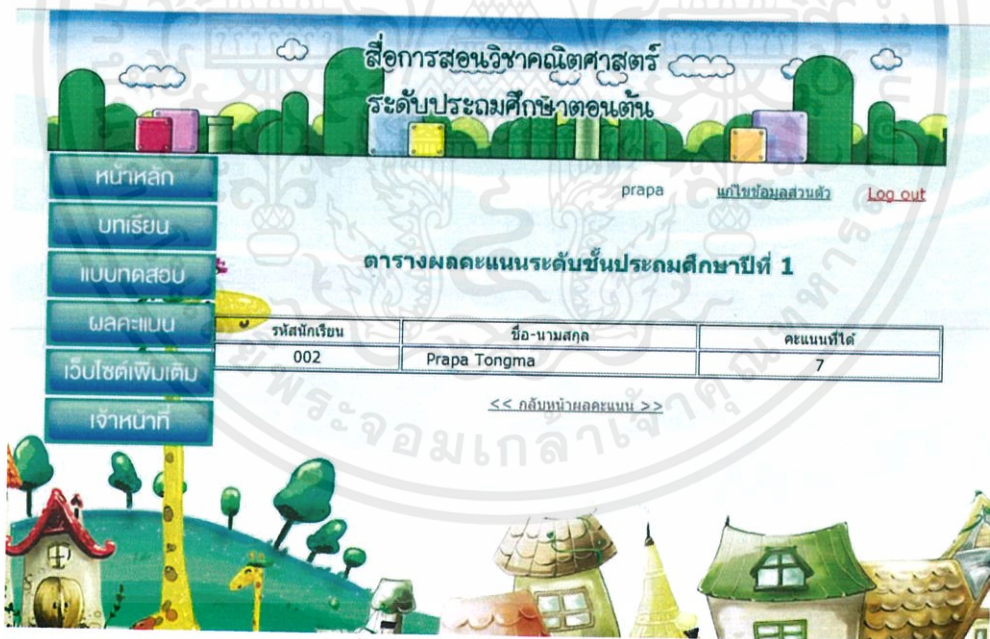 สื่อการสอนวิชาคณิตศาสตร์
ระดับประถมศึกษาตอนต้น
หน้าหลัก
บทเรียน
แบบทดสอบ
ผลคะแนน
เว็บไซต์เพิ่มเติม
เจ้าหน้าที่
prapa แก้ไขข้อมูลส่วนตัว Log out
ตารางผลคะแนนระดับชั้นประถมศึกษาปีที่ 1
รหัสนักเรียน ชื่อ-นามสกุล คะแนนที่ได้
002 Prapa Tongma 7
<< กลับหน้าผลคะแนน >>